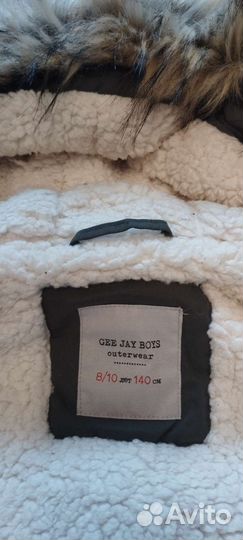 GEE JAY BOYS
outerwear
8/10 лет 140 см
Avito